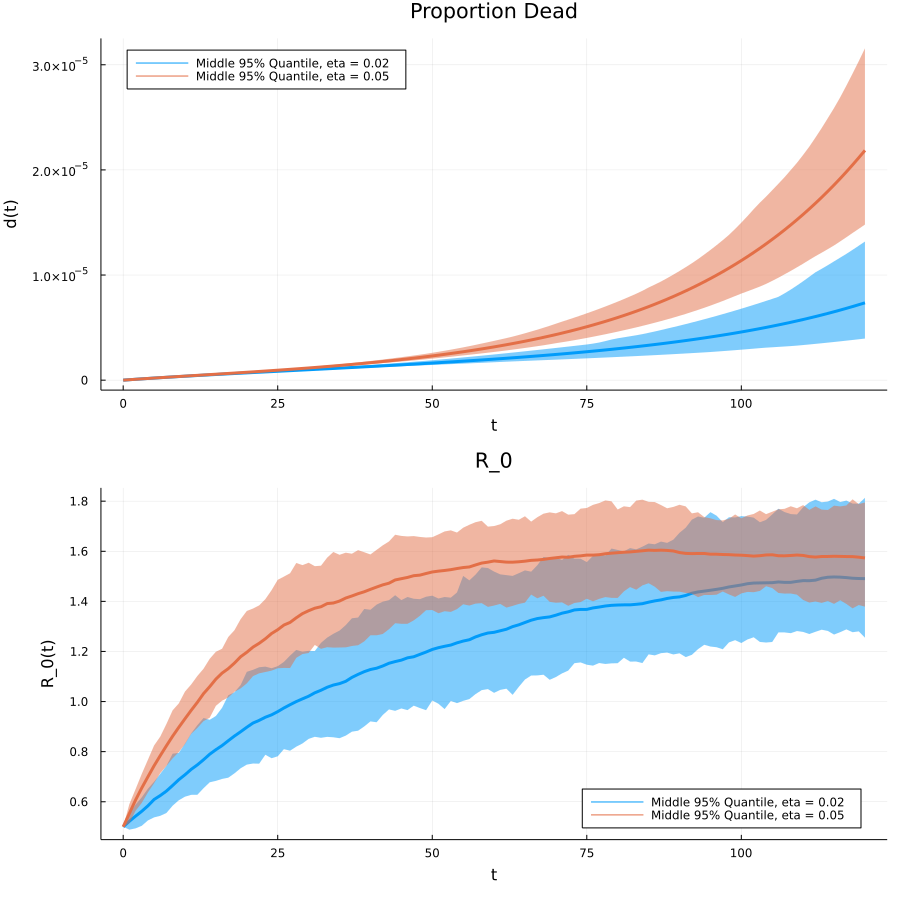 Proportion Dead
Middle 95% Quantile, eta = 0.02
Middle 95% Quantile, eta = 0.05
3.0×10⁻⁵
2.0×10⁻⁵
1.0×10⁻⁵
0
d(t)
0 25 50 75 100
t
R_0
1.8
1.6
1.4
1.2
1.0
0.8
0.6
R_0(t)
Middle 95% Quantile, eta = 0.02
Middle 95% Quantile, eta = 0.05
0 25 50 75 100
t